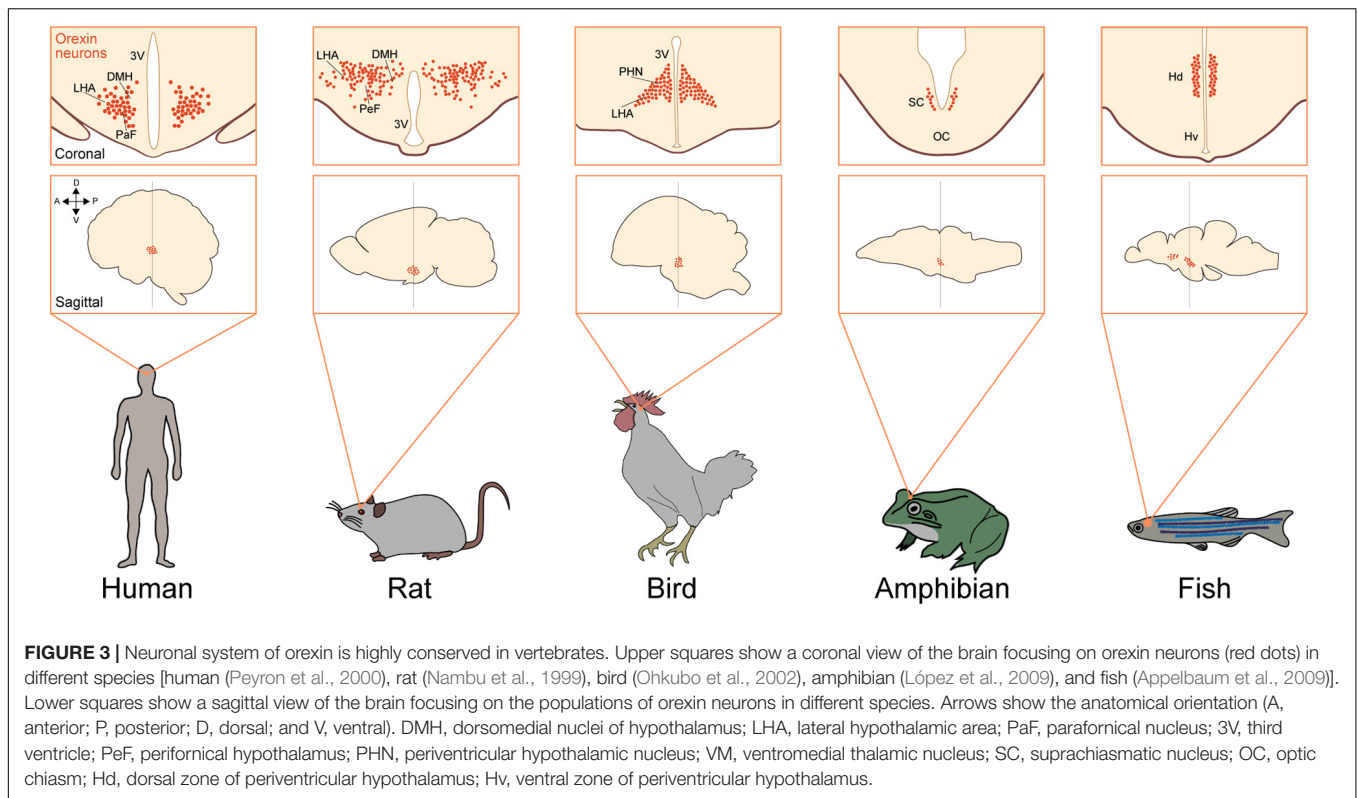 Orexin
neurons
3V
DMH
LHA
PaF
Coronal
LHA
DMH
PeF
3V
3V
PHN
LHA
SC
OC
Hd
Hv
D
A
P
V
Sagittal
Human
Rat
Bird
Amphibian
Fish
FIGURE 3 | Neuronal system of orexin is highly conserved in vertebrates. Upper squares show a coronal view of the brain focusing on orexin neurons (red dots) in
different species [human (Peyron et al., 2000), rat (Nambu et al., 1999), bird (Ohkubo et al., 2002), amphibian (López et al., 2009), and fish (Appelbaum et al., 2009)].
Lower squares show a sagittal view of the brain focusing on the populations of orexin neurons in different species. Arrows show the anatomical orientation (A,
anterior; P, posterior; D, dorsal; and V, ventral). DMH, dorsomedial nuclei of hypothalamus; LHA, lateral hypothalamic area; PaF, parafornical nucleus; 3V, third
ventricle; PeF, perifornical hypothalamus; PHN, periventricular hypothalamic nucleus; VM, ventromedial thalamic nucleus; SC, suprachiasmatic nucleus; OC, optic
chiasm; Hd, dorsal zone of periventricular hypothalamus; Hv, ventral zone of periventricular hypothalamus.